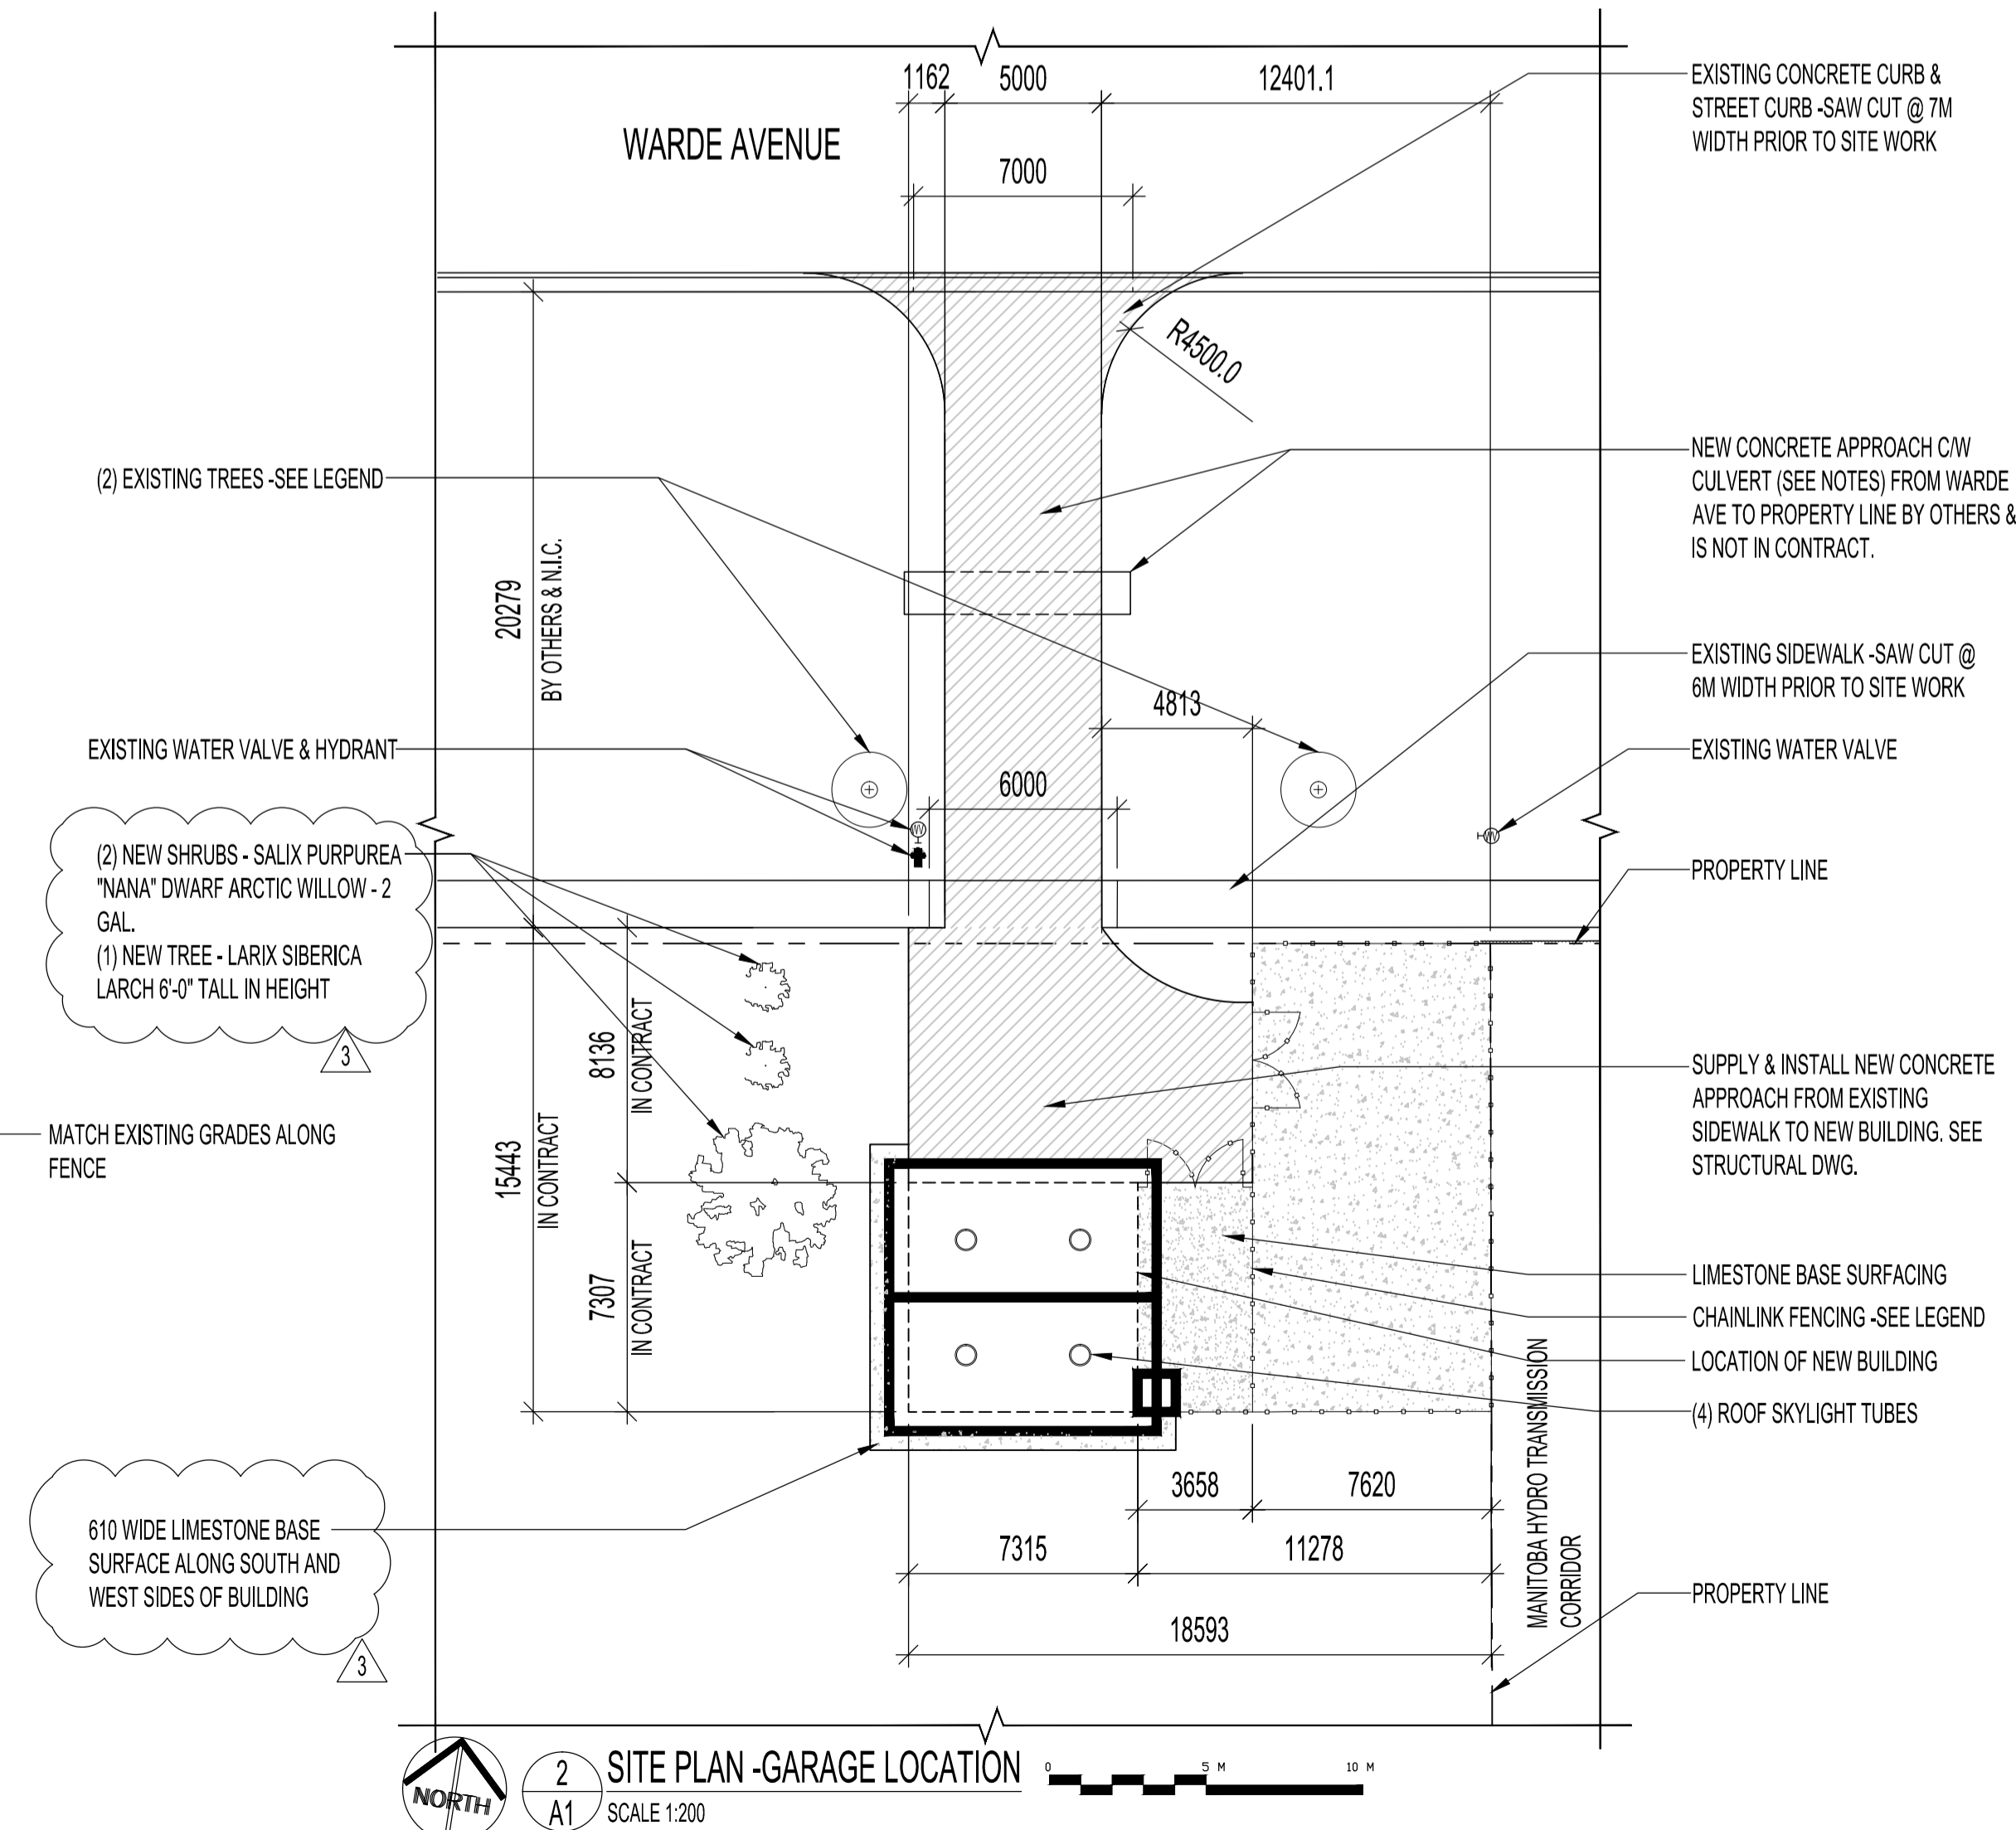 1162
5000
12401.1
EXISTING CONCRETE CURB &
STREET CURB -SAW CUT @ 7M
WIDTH PRIOR TO SITE WORK
WARDE AVENUE
7000
R4500.0
NEW CONCRETE APPROACH C/W
CULVERT (SEE NOTES) FROM WARDE
AVE TO PROPERTY LINE BY OTHERS &
IS NOT IN CONTRACT.
(2) EXISTING TREES -SEE LEGEND
20279
BY OTHERS & N.I.C.
EXISTING SIDEWALK -SAW CUT @
6M WIDTH PRIOR TO SITE WORK
4813
EXISTING WATER VALVE & HYDRANT
EXISTING WATER VALVE
6000
WV
WV
(2) NEW SHRUBS - SALIX PURPUREA
"NANA" DWARF ARCTIC WILLOW - 2
GAL.
(1) NEW TREE - LARIX SIBERICA
LARCH 6'-0" TALL IN HEIGHT
3
PROPERTY LINE
8136
IN CONTRACT
15443
IN CONTRACT
7307
IN CONTRACT
MATCH EXISTING GRADES ALONG
FENCE
SUPPLY & INSTALL NEW CONCRETE
APPROACH FROM EXISTING
SIDEWALK TO NEW BUILDING. SEE
STRUCTURAL DWG.
LIMESTONE BASE SURFACING
CHAINLINK FENCING -SEE LEGEND
LOCATION OF NEW BUILDING
(4) ROOF SKYLIGHT TUBES
MANITOBA HYDRO TRANSMISSION
CORRIDOR
3658
7620
7315
11278
18593
610 WIDE LIMESTONE BASE
SURFACE ALONG SOUTH AND
WEST SIDES OF BUILDING
3
PROPERTY LINE
NORTH
2
A1
SITE PLAN -GARAGE LOCATION
SCALE 1:200
0
5 M
10 M